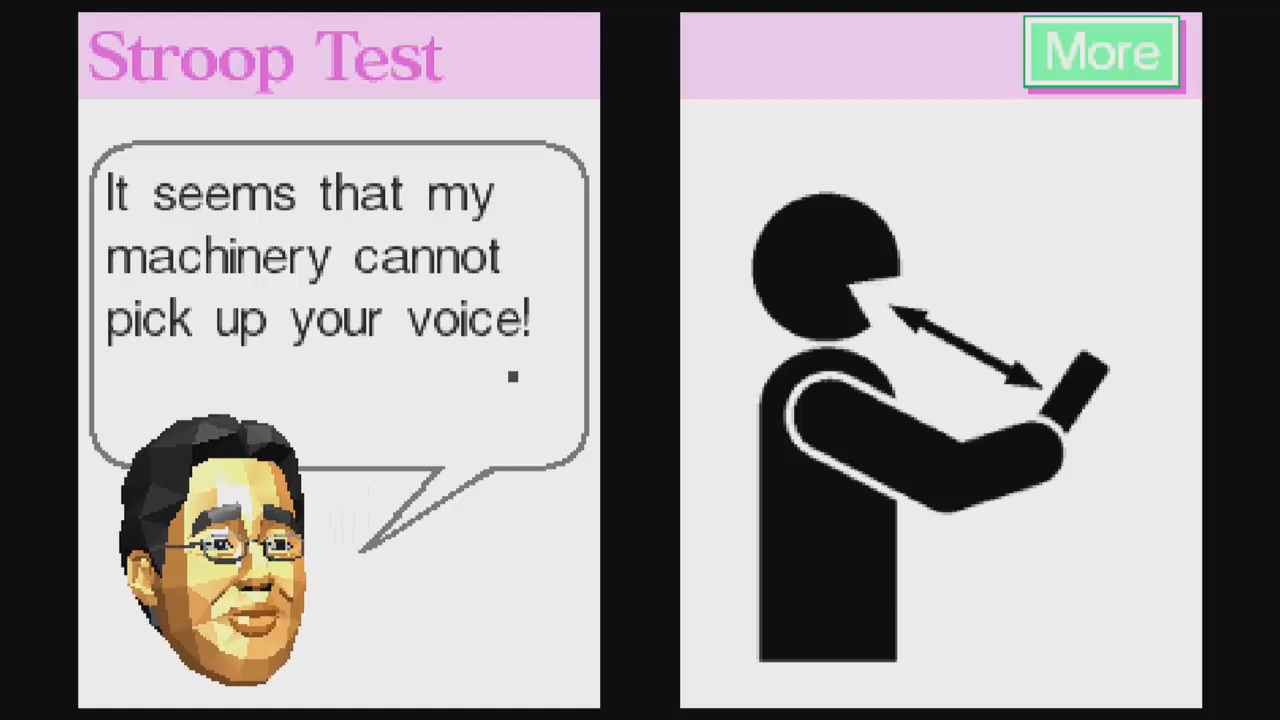 Stroop Test
More
It seems that my
machinery cannot
pick up your voice!